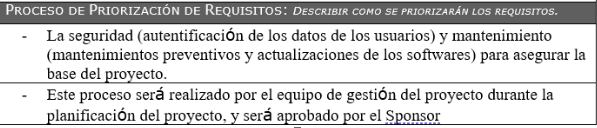 PROCESO DE PRIORIZACIÓN DE REQUISITOS: DESCRIBIR COMO SE PRIORIZARÁN LOS REQUISITOS.
- La seguridad (autentificación de los datos de los usuarios) y mantenimiento
(mantenimientos preventivos y actualizaciones de los softwares) para asegurar la
base del proyecto.
- Este proceso será realizado por el equipo de gestión del proyecto durante la
planificación del proyecto, y será aprobado por el Sponsor